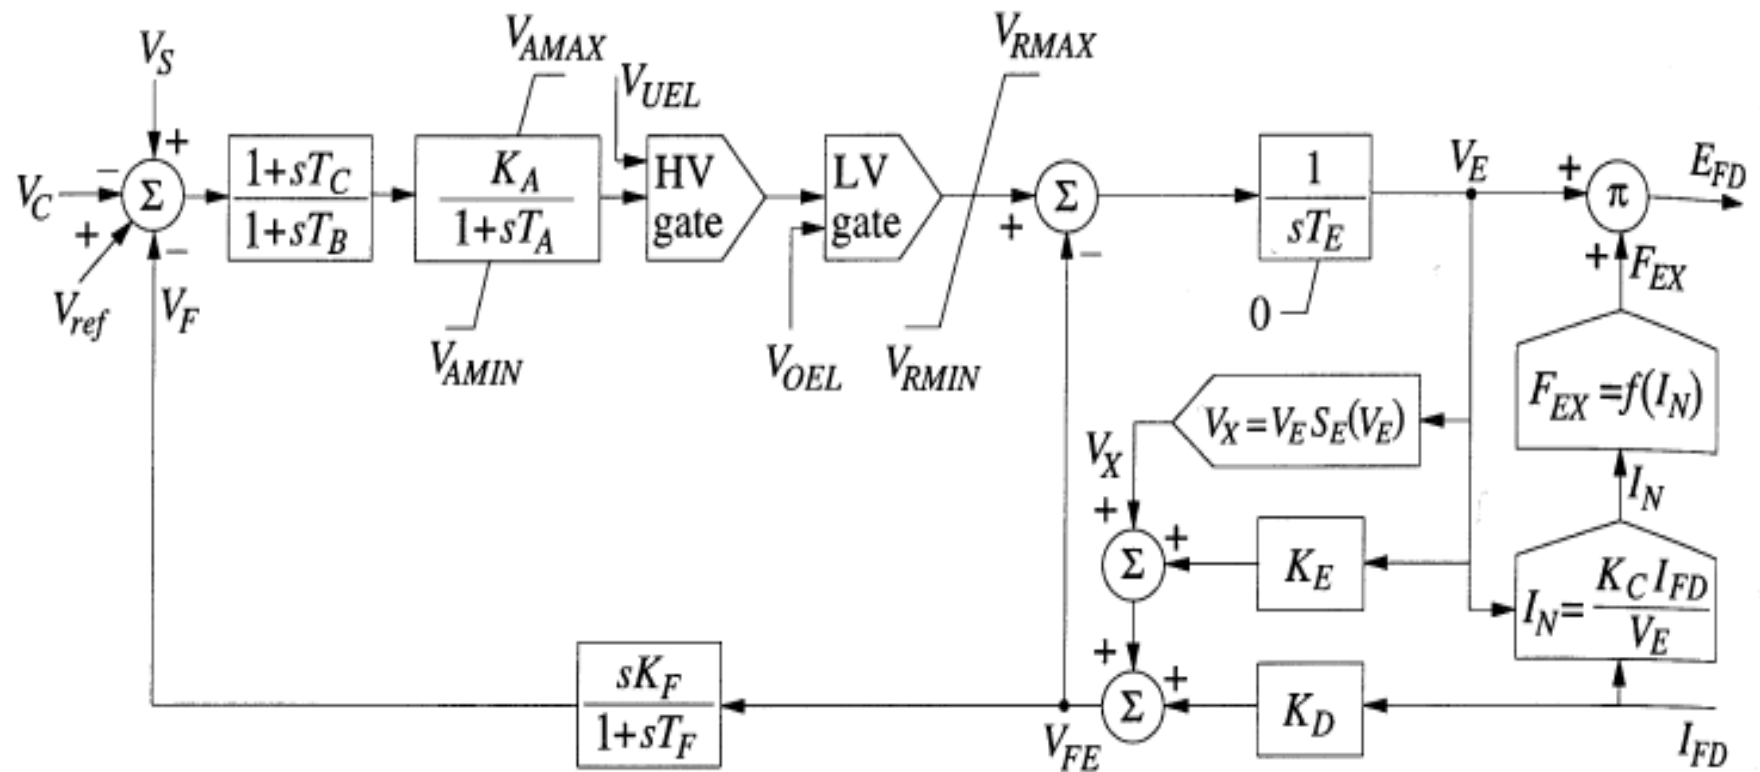 V_S
V_AMAX
V_UEL
V_RMAX
+
−
V_C
Σ
+
V_ref
−
V_F
1+sT_C
1+sT_B
K_A
1+sT_A
V_AMIN
HV
gate
LV
gate
V_OEL
V_RMIN
+
Σ
−
1
sT_E
0
V_E
+
π
E_FD
+
F_EX
F_EX=f(I_N)
I_N
I_N=K_C I_FD
V_E
V_X=V_E S_E(V_E)
V_X
+
Σ
+
K_E
+
Σ
+
K_D
I_FD
V_FE
sK_F
1+sT_F